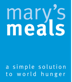 mary's
meals
a simple solution
to world hunger